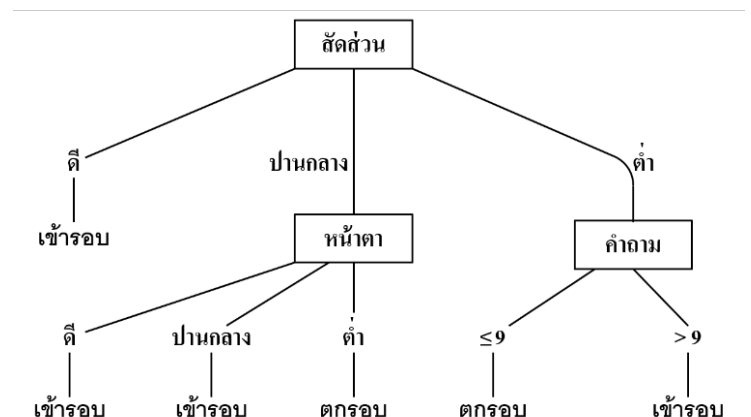 สัดส่วน
ดี ปานกลาง ต่ำ
เข้ารอบ หน้าตา คำถาม
ดี ปานกลาง ต่ำ ≤ 9 > 9
เข้ารอบ เข้ารอบ ตกรอบ ตกรอบ เข้ารอบ